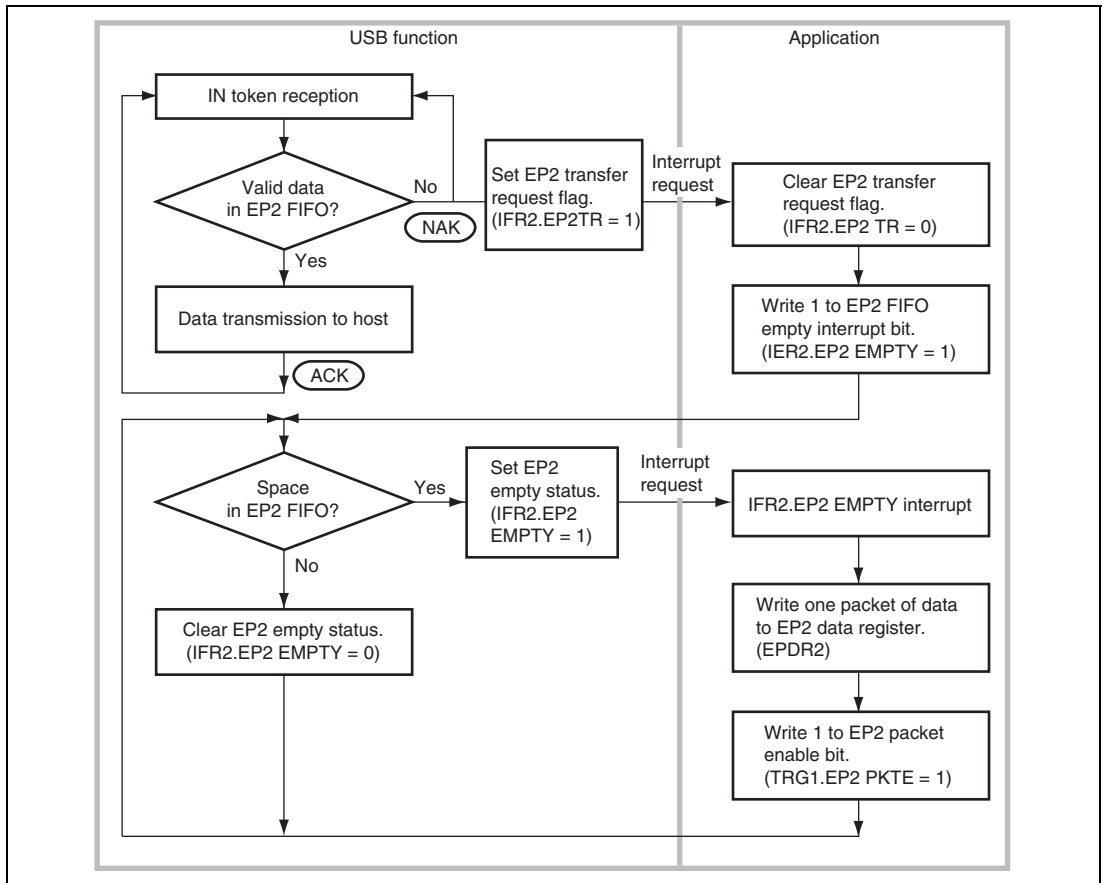 USB function
Application
IN token reception
Valid data
in EP2 FIFO?
No
NAK
Set EP2 transfer
request flag.
(IFR2.EP2TR = 1)
Interrupt
request
Clear EP2 transfer
request flag.
(IFR2.EP2 TR = 0)
Yes
Data transmission to host
ACK
Write 1 to EP2 FIFO
empty interrupt bit.
(IER2.EP2 EMPTY = 1)
Space
in EP2 FIFO?
Yes
Set EP2
empty status.
(IFR2.EP2
EMPTY = 1)
Interrupt
request
IFR2.EP2 EMPTY interrupt
No
Clear EP2 empty status.
(IFR2.EP2 EMPTY = 0)
Write one packet of data
to EP2 data register.
(EPDR2)
Write 1 to EP2 packet
enable bit.
(TRG1.EP2 PKTE = 1)